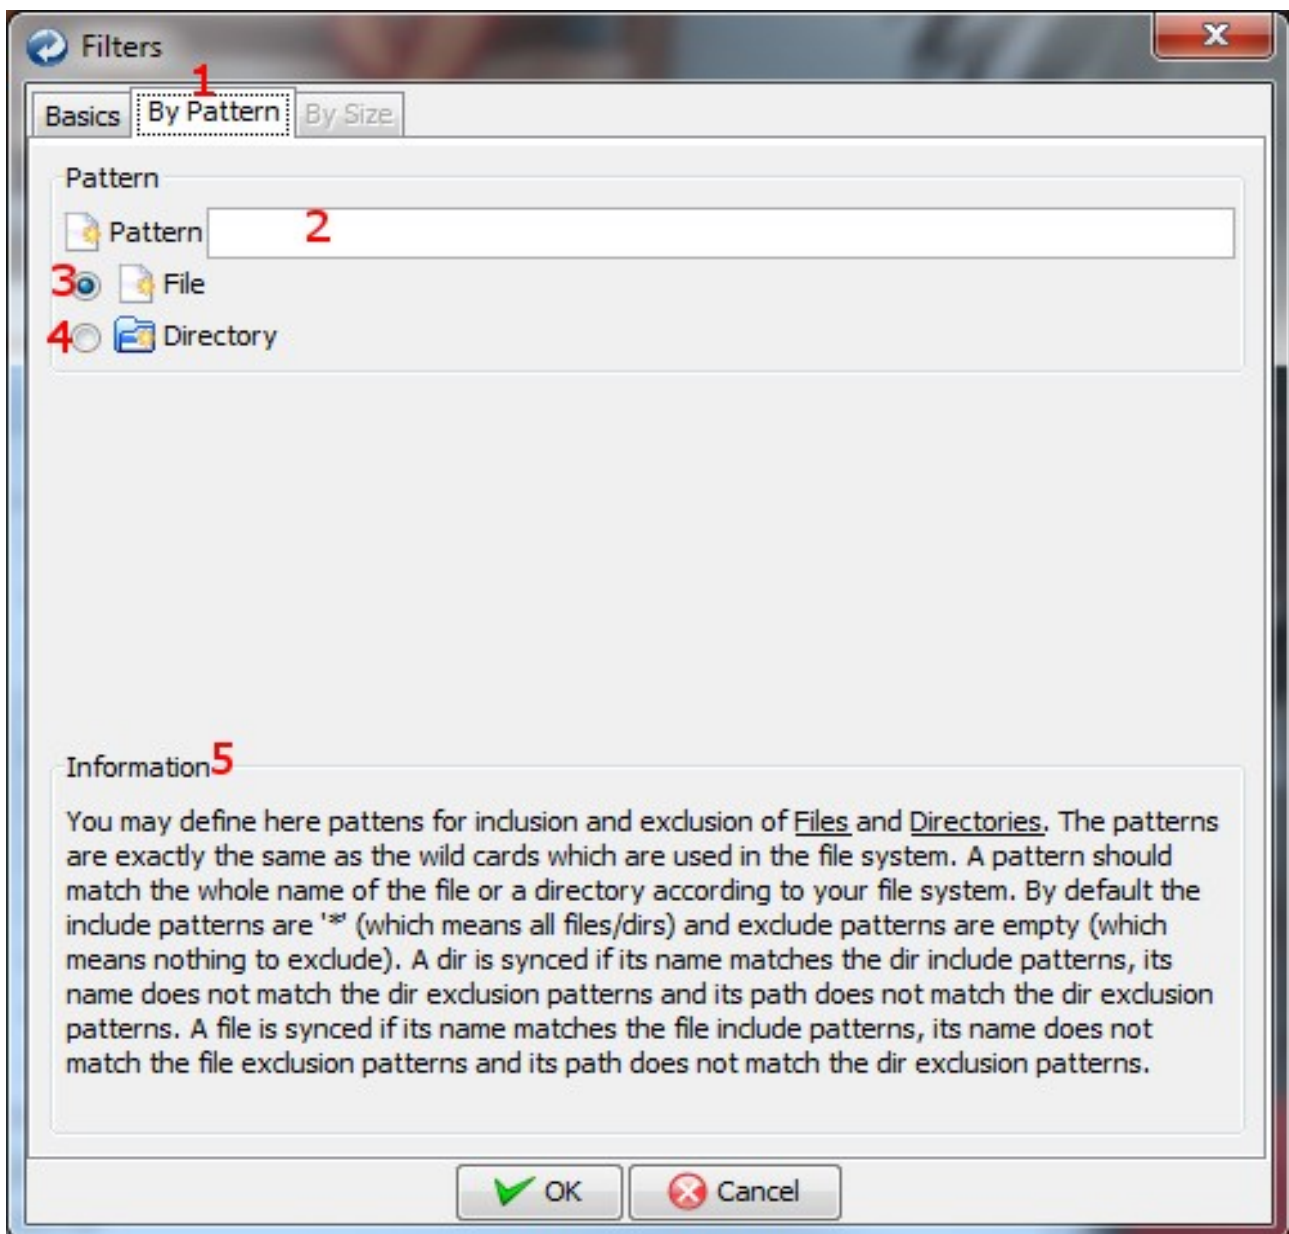 Filters
1
Basics By Pattern By Size
Pattern
Pattern 2
3 File
4 Directory
Information 5
You may define here pattens for inclusion and exclusion of Files and Directories. The patterns
are exactly the same as the wild cards which are used in the file system. A pattern should
match the whole name of the file or a directory according to your file system. By default the
include patterns are '*' (which means all files/dirs) and exclude patterns are empty (which
means nothing to exclude). A dir is synced if its name matches the dir include patterns, its
name does not match the dir exclusion patterns and its path does not match the dir exclusion
patterns. A file is synced if its name matches the file include patterns, its name does not
match the file exclusion patterns and its path does not match the dir exclusion patterns.
OK Cancel